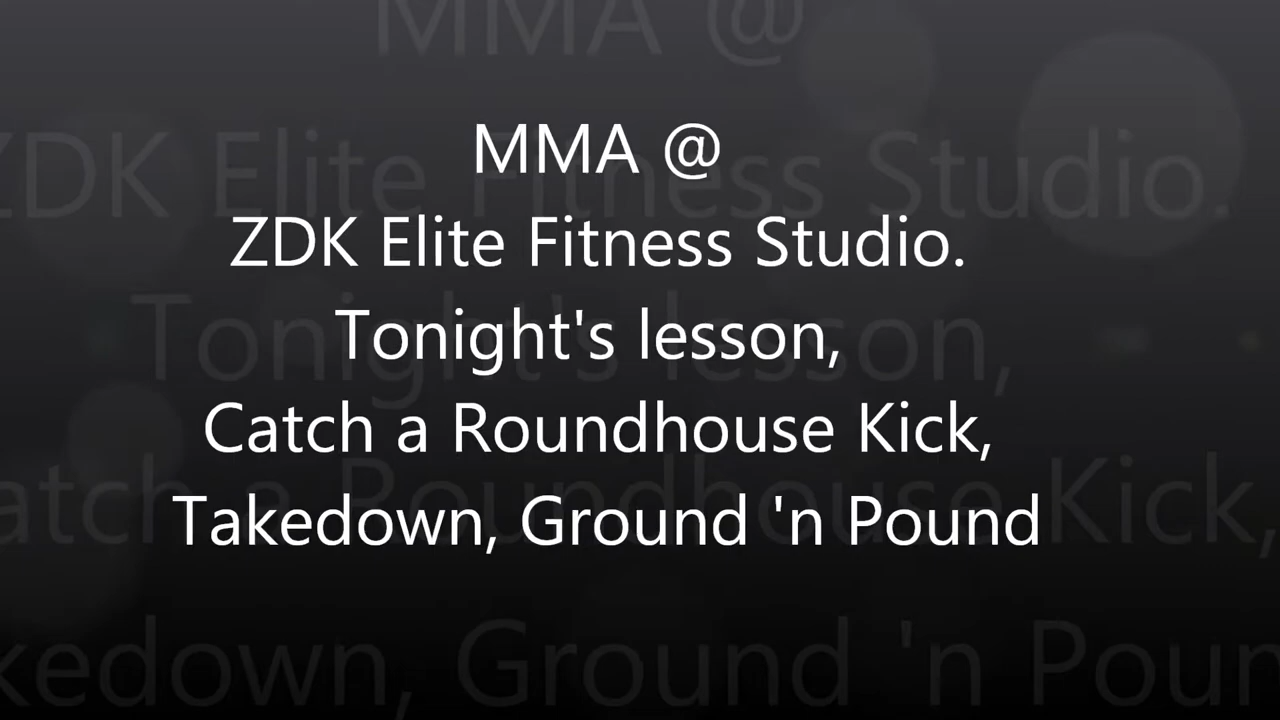 MMA @
ZDK Elite Fitness Studio.
Tonight's lesson,
Catch a Roundhouse Kick,
Takedown, Ground 'n Pound